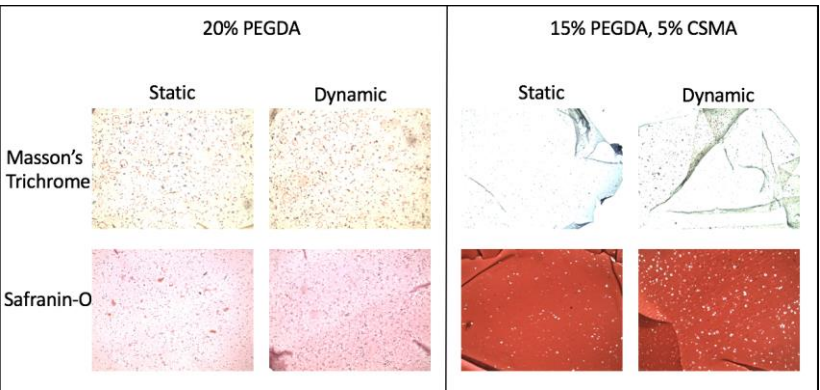 20% PEGDA
15% PEGDA, 5% CSMA
Static
Dynamic
Static
Dynamic
Masson’s
Trichrome
Safranin-O